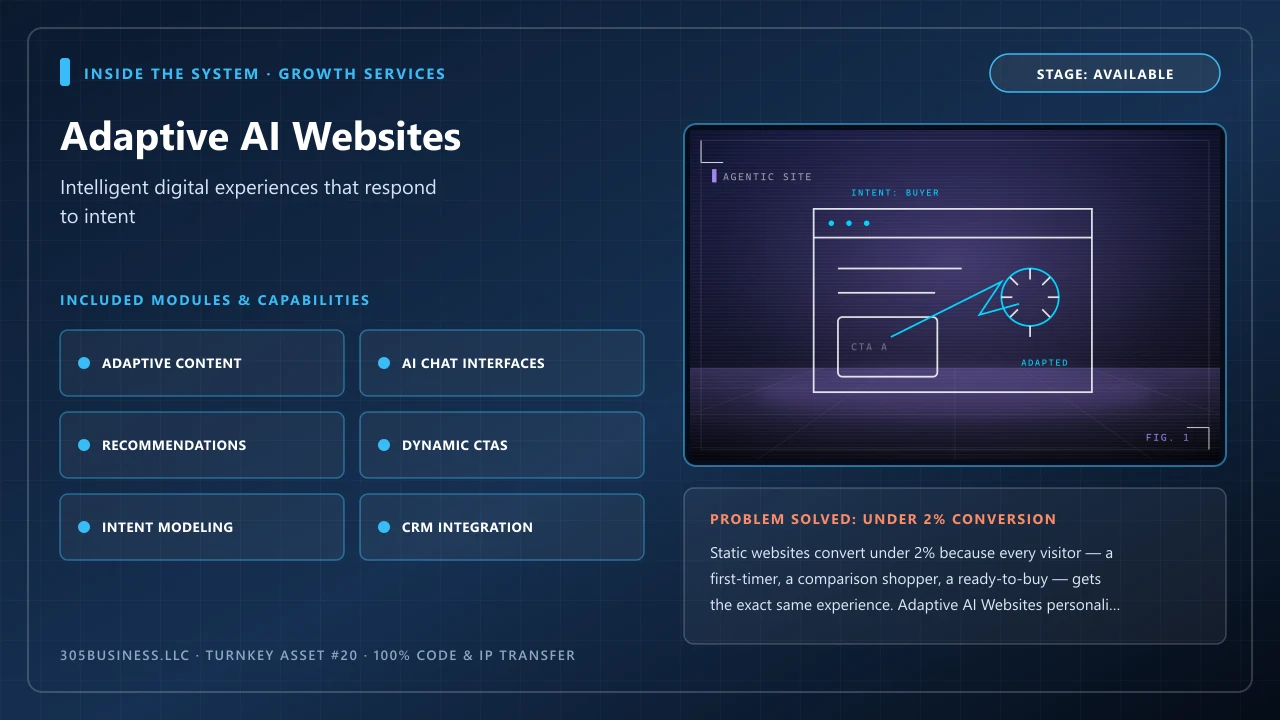 INSIDE THE SYSTEM · GROWTH SERVICES
STAGE: AVAILABLE
Adaptive AI Websites
Intelligent digital experiences that respond
to intent
INCLUDED MODULES & CAPABILITIES
ADAPTIVE CONTENT
AI CHAT INTERFACES
RECOMMENDATIONS
DYNAMIC CTAS
INTENT MODELING
CRM INTEGRATION
AGENTIC SITE
INTENT: BUYER
CTA A
ADAPTED
FIG. 1
PROBLEM SOLVED: UNDER 2% CONVERSION
Static websites convert under 2% because every visitor — a
first-timer, a comparison shopper, a ready-to-buy — gets
the exact same experience. Adaptive AI Websites personali...
305BUSINESS.LLC · TURNKEY ASSET #20 · 100% CODE & IP TRANSFER